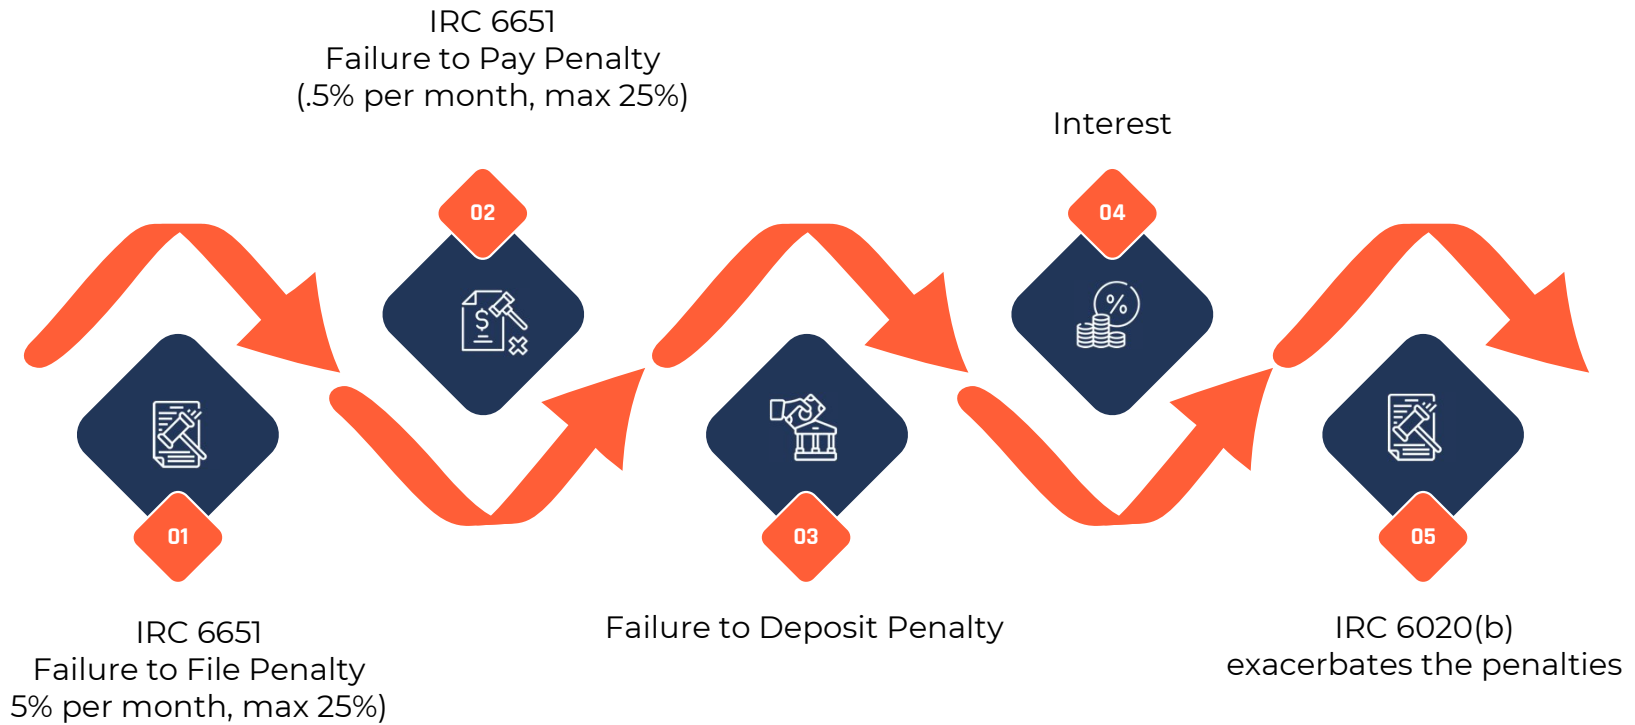 01
IRC 6651
Failure to File Penalty
5% per month, max 25%)
IRC 6651
Failure to Pay Penalty
(.5% per month, max 25%)
02
$
03
Failure to Deposit Penalty
Interest
04
%
05
IRC 6020(b)
exacerbates the penalties